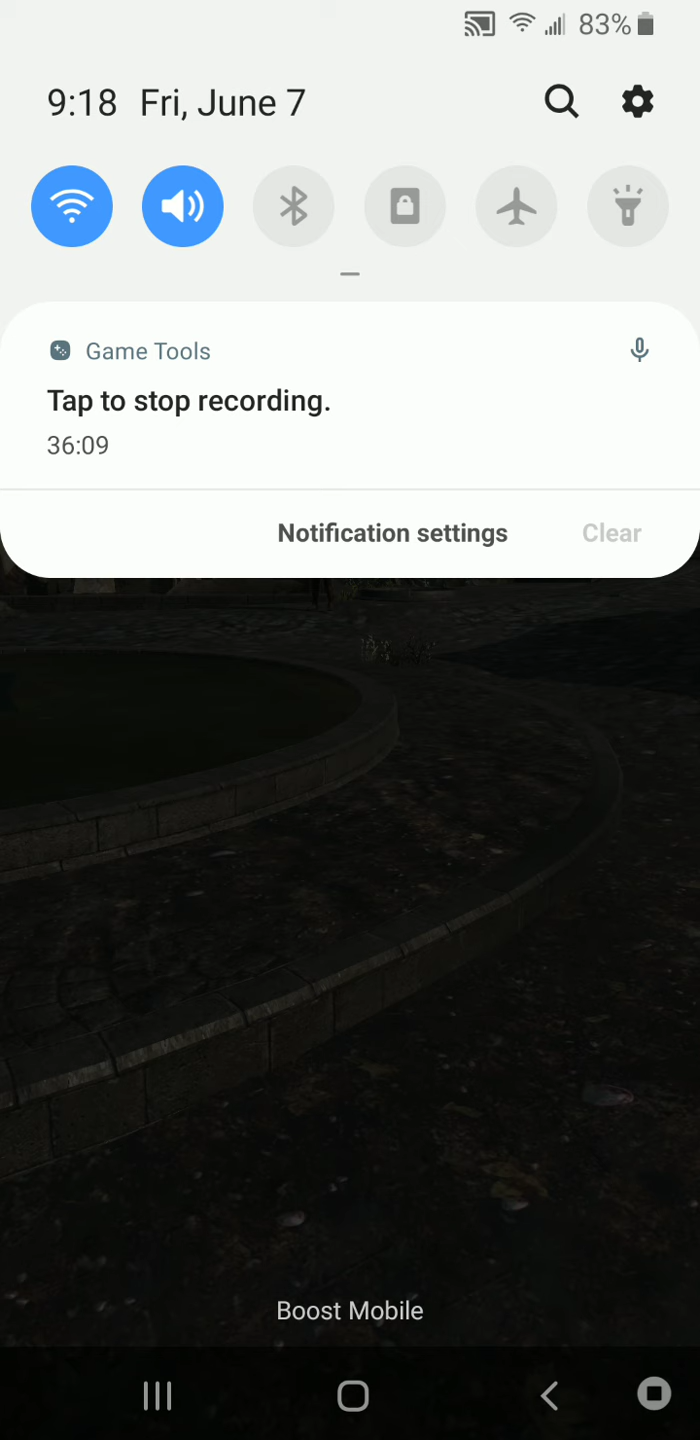 83%
9:18 Fri, June 7
Game Tools
Tap to stop recording.
36:09
Notification settings Clear
Boost Mobile